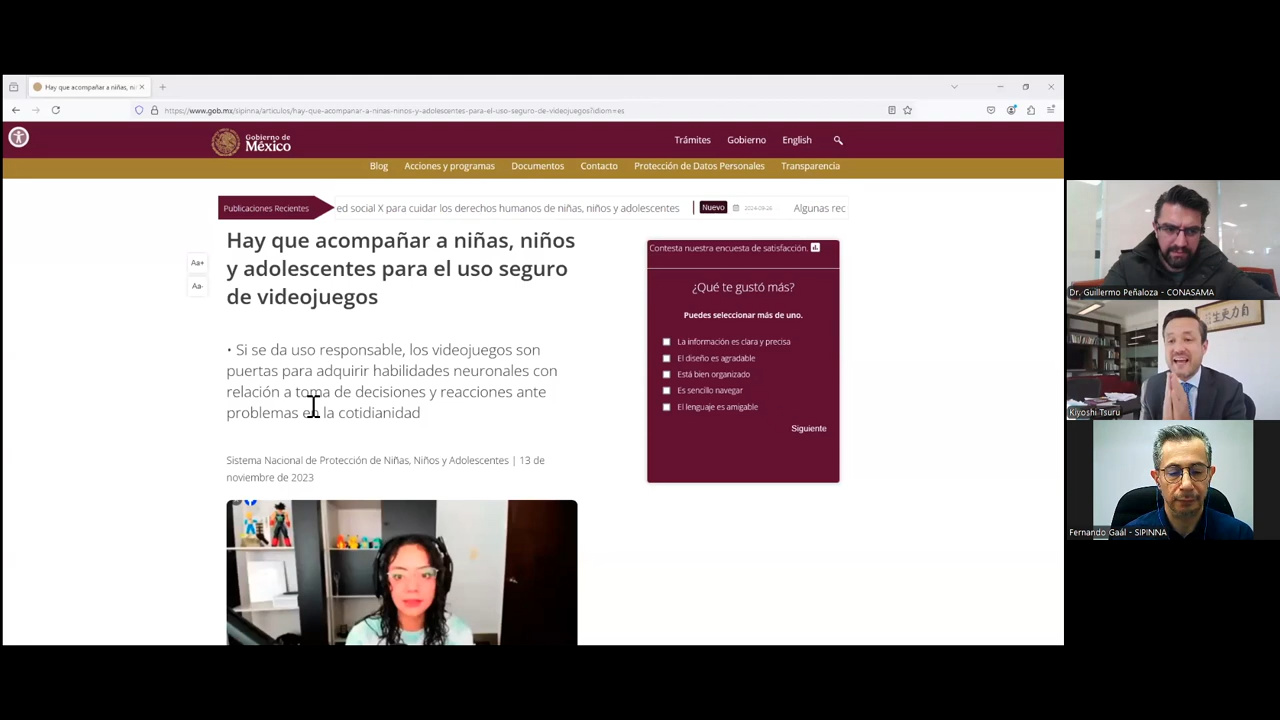 Hay que acompañar a niñas, ni
https://www.gob.mx/sipinna/articulos/hay-que-acompanar-a-ninas-ninos-y-adolescentes-para-el-uso-seguro-de-videojuegos?idiom=es
Gobierno de
México
Trámites Gobierno English
Blog Acciones y programas Documentos Contacto Protección de Datos Personales Transparencia
Publicaciones Recientes ed social X para cuidar los derechos humanos de niñas, niños y adolescentes Nuevo Algunas rec
Hay que acompañar a niñas, niños
y adolescentes para el uso seguro
de videojuegos
Aa+
Aa-
• Si se da uso responsable, los videojuegos son
puertas para adquirir habilidades neuronales con
relación a toma de decisiones y reacciones ante
problemas en la cotidianidad
Sistema Nacional de Protección de Niñas, Niños y Adolescentes | 13 de
noviembre de 2023
Contesta nuestra encuesta de satisfacción.
¿Qué te gustó más?
Puedes seleccionar más de uno.
La información es clara y precisa
El diseño es agradable
Está bien organizado
Es sencillo navegar
El lenguaje es amigable
Siguiente
Dr. Guillermo Peñaloza - CONASAMA
Kiyoshi Tsuru
Fernando Gaál - SIPINNA